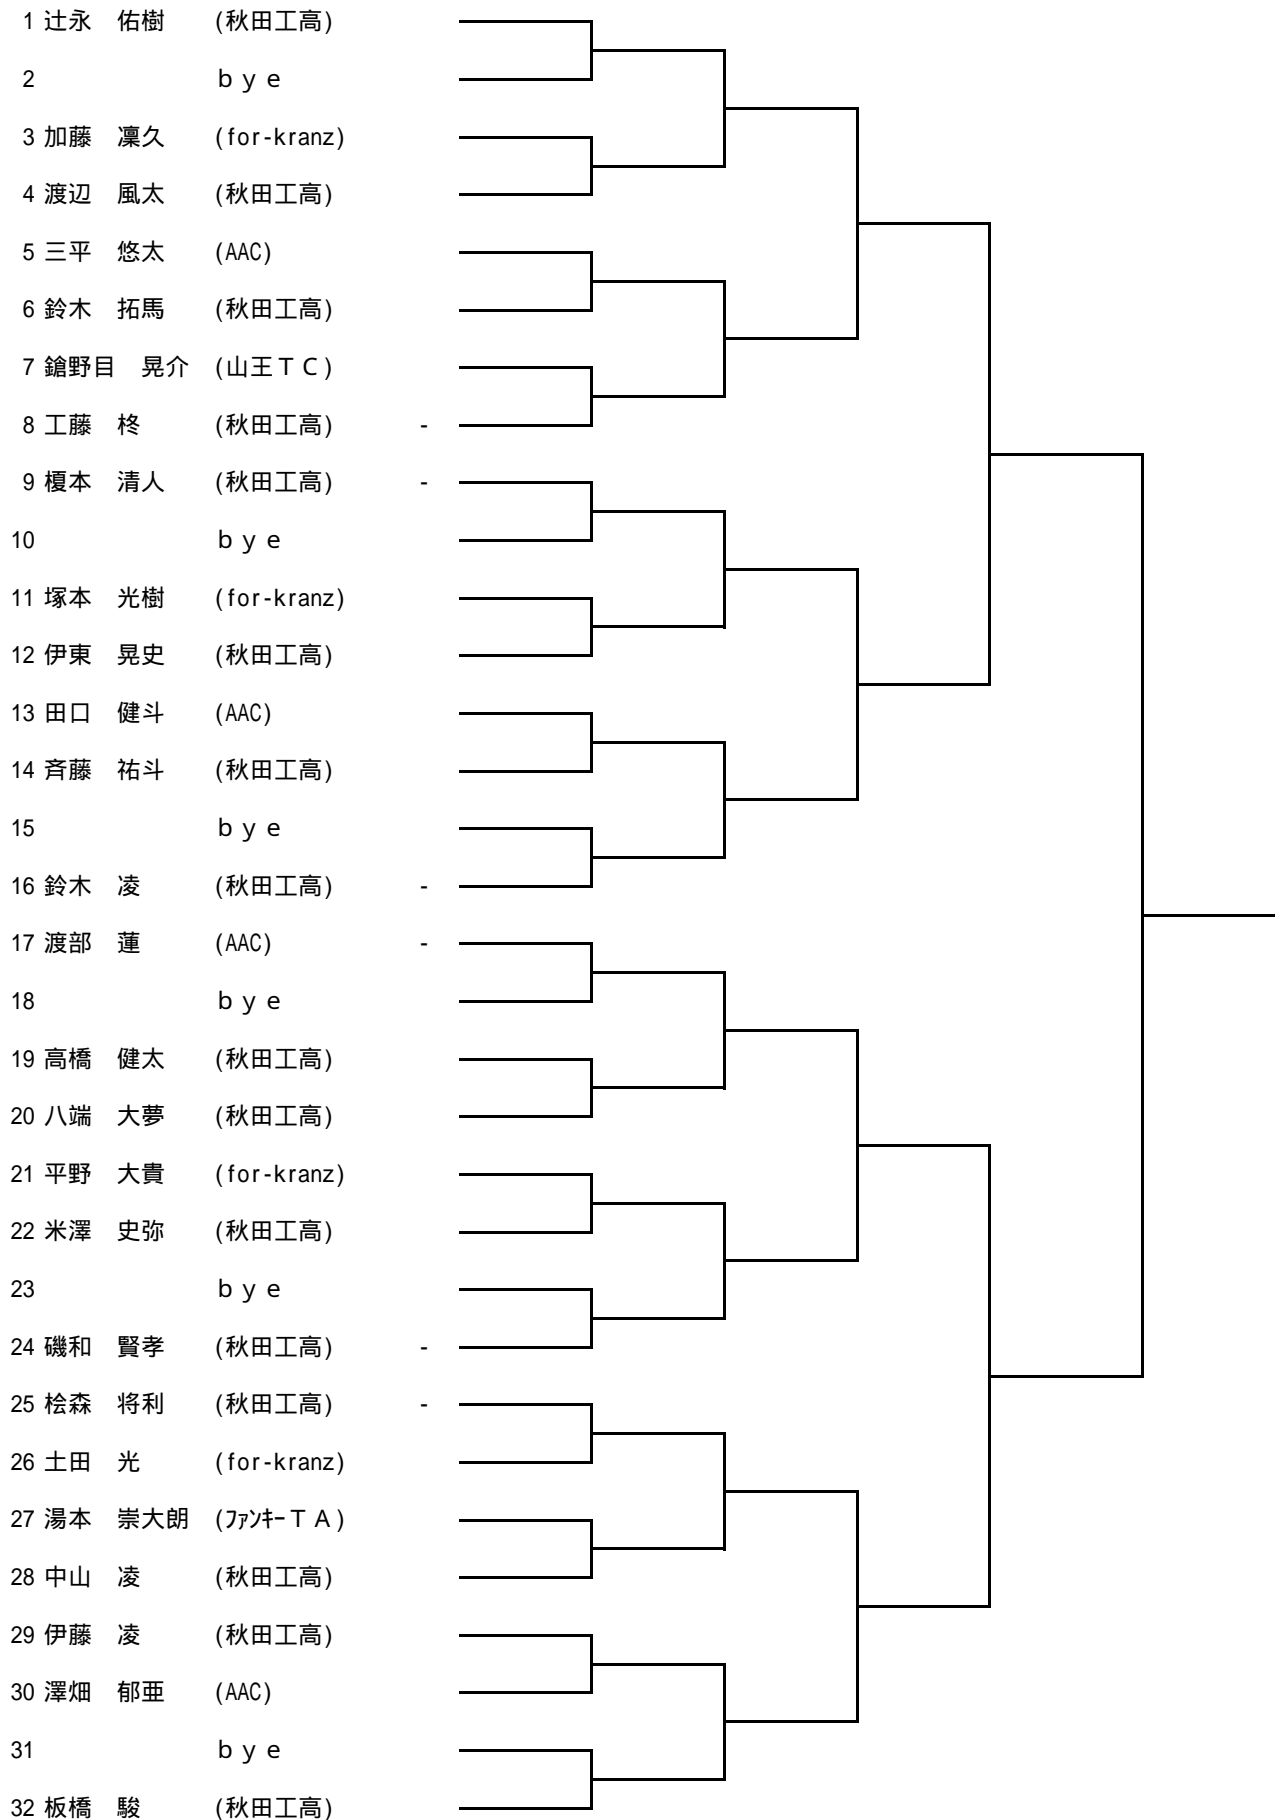 1 辻永　佑樹　(秋田工高)
2　ｂｙｅ
3 加藤　凜久　(for-kranz)
4 渡辺　風太　(秋田工高)
5 三平　悠太　(AAC)
6 鈴木　拓馬　(秋田工高)
7 鎗野目　晃介　(山王ＴＣ)
8 工藤　柊　(秋田工高)　-
9 榎本　清人　(秋田工高)　-
10　ｂｙｅ
11 塚本　光樹　(for-kranz)
12 伊東　晃史　(秋田工高)
13 田口　健斗　(AAC)
14 斉藤　祐斗　(秋田工高)
15　ｂｙｅ
16 鈴木　凌　(秋田工高)　-
17 渡部　蓮　(AAC)　-
18　ｂｙｅ
19 高橋　健太　(秋田工高)
20 八端　大夢　(秋田工高)
21 平野　大貴　(for-kranz)
22 米澤　史弥　(秋田工高)
23　ｂｙｅ
24 磯和　賢孝　(秋田工高)　-
25 桧森　将利　(秋田工高)　-
26 土田　光　(for-kranz)
27 湯本　崇大朗　(ﾌｧﾝｷｰＴＡ)
28 中山　凌　(秋田工高)
29 伊藤　凌　(秋田工高)
30 澤畑　郁亜　(AAC)
31　ｂｙｅ
32 板橋　駿　(秋田工高)